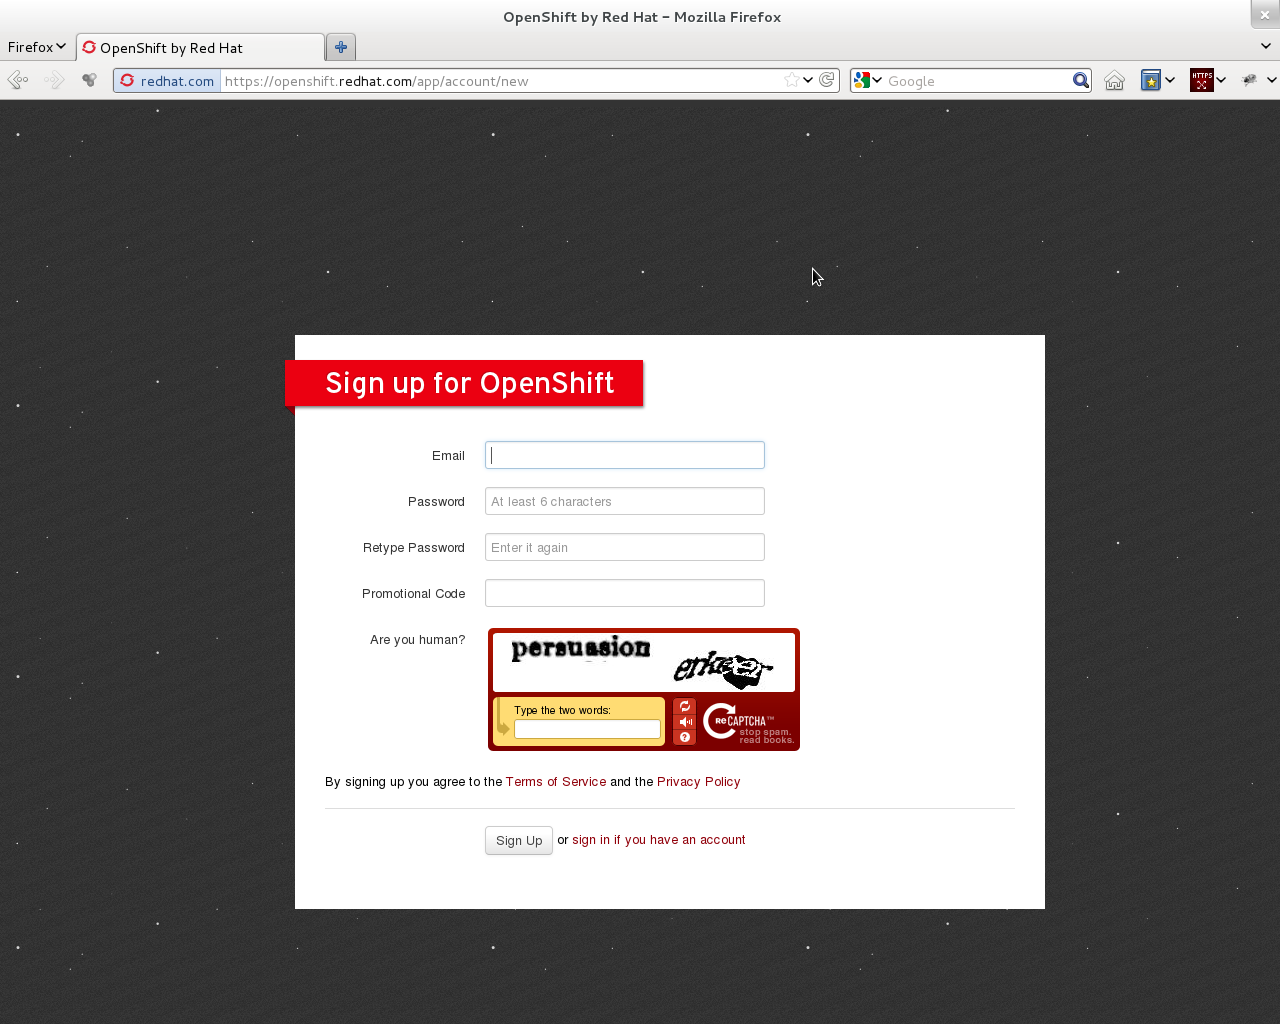 OpenShift by Red Hat - Mozilla Firefox
Firefox
OpenShift by Red Hat
redhat.com
https://openshift.redhat.com/app/account/new
Google
HTTPS
Sign up for OpenShift
Email
Password
At least 6 characters
Retype Password
Enter it again
Promotional Code
Are you human?
persuasion
Type the two words:
reCAPTCHA™
stop spam.
read books.
By signing up you agree to the Terms of Service and the Privacy Policy
Sign Up or sign in if you have an account